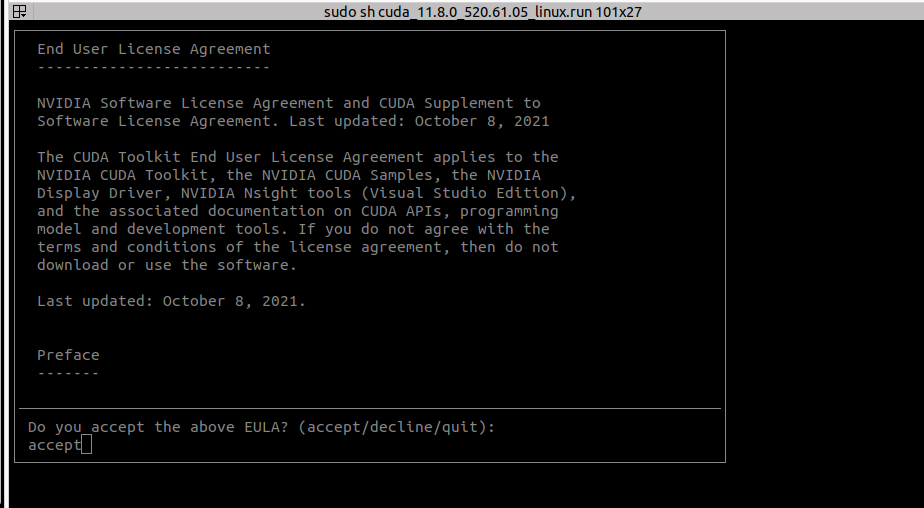 sudo sh cuda_11.8.0_520.61.05_linux.run 101x27
End User License Agreement
--------------------------
NVIDIA Software License Agreement and CUDA Supplement to
Software License Agreement. Last updated: October 8, 2021
The CUDA Toolkit End User License Agreement applies to the
NVIDIA CUDA Toolkit, the NVIDIA CUDA Samples, the NVIDIA
Display Driver, NVIDIA Nsight tools (Visual Studio Edition),
and the associated documentation on CUDA APIs, programming
model and development tools. If you do not agree with the
terms and conditions of the license agreement, then do not
download or use the software.
Last updated: October 8, 2021.
Preface
-------
Do you accept the above EULA? (accept/decline/quit):
accept